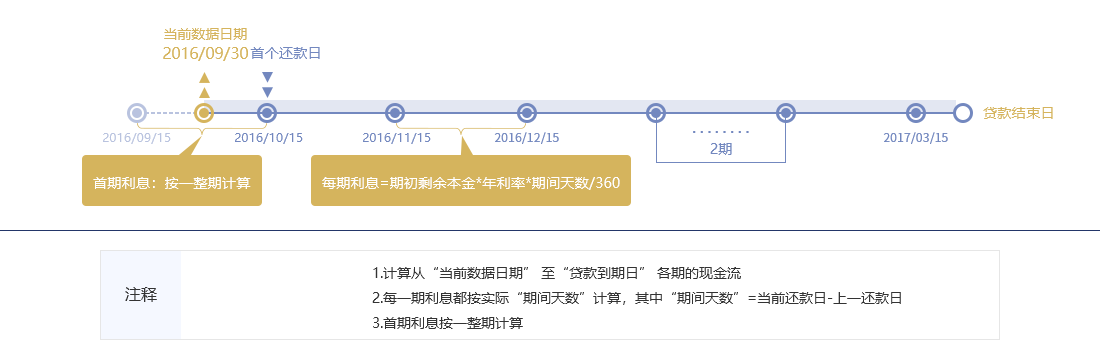 当前数据日期
2016/09/30 首个还款日
贷款结束日
2016/09/15 2016/10/15 2016/11/15 2016/12/15 2017/03/15
2期
首期利息：按一整期计算
每期利息=期初剩余本金*年利率*期间天数/360
注释
1.计算从“当前数据日期” 至“贷款到期日” 各期的现金流
2.每一期利息都按实际“期间天数”计算，其中“期间天数”=当前还款日-上一还款日
3.首期利息按一整期计算